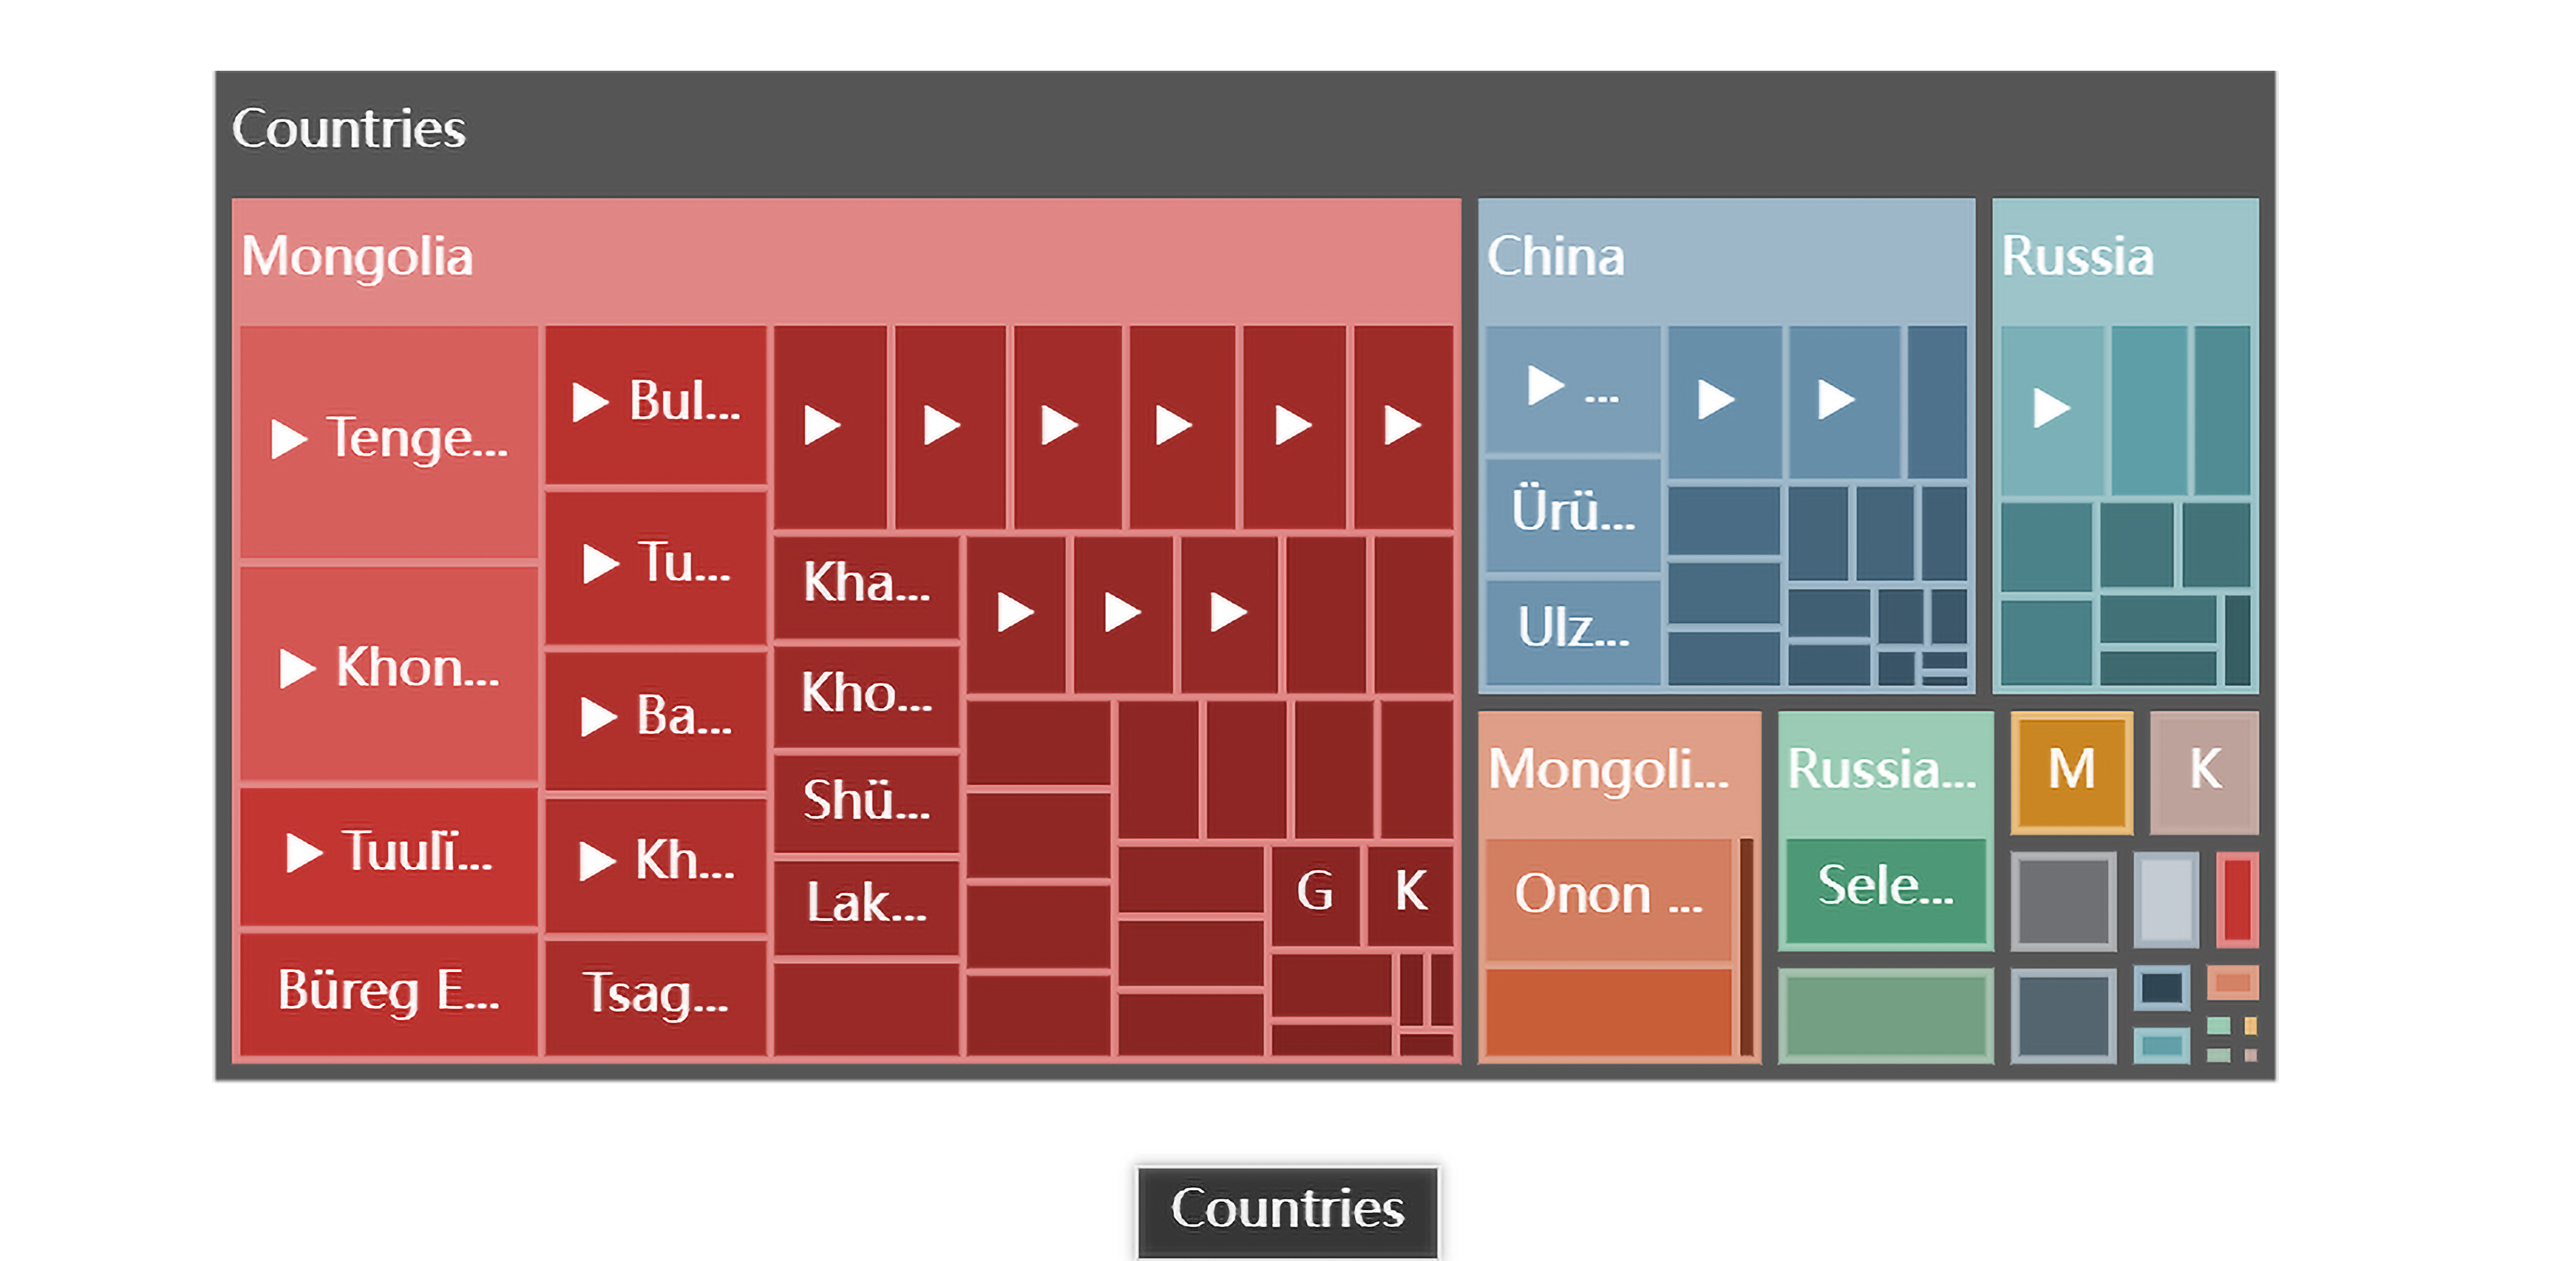 Countries
Mongolia
Tenge...
Khon...
Tuulï...
Büreg E...
Bul...
Tu...
Ba...
Kh...
Tsag...
Kha...
Kho...
Shü...
Lak...
G
K
China
...
Ürü...
Ulz...
Russia
Mongoli...
Onon ...
Russia...
Sele...
M
K
Countries